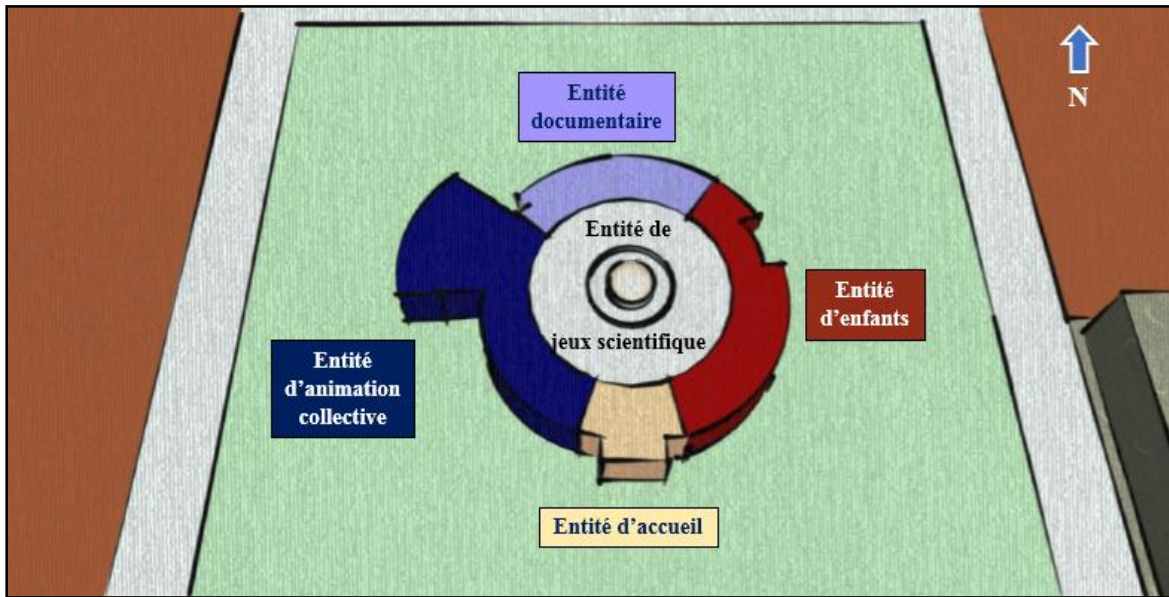 N
Entité
documentaire
Entité de
jeux scientifique
Entité
d'enfants
Entité
d'animation
collective
Entité d'accueil